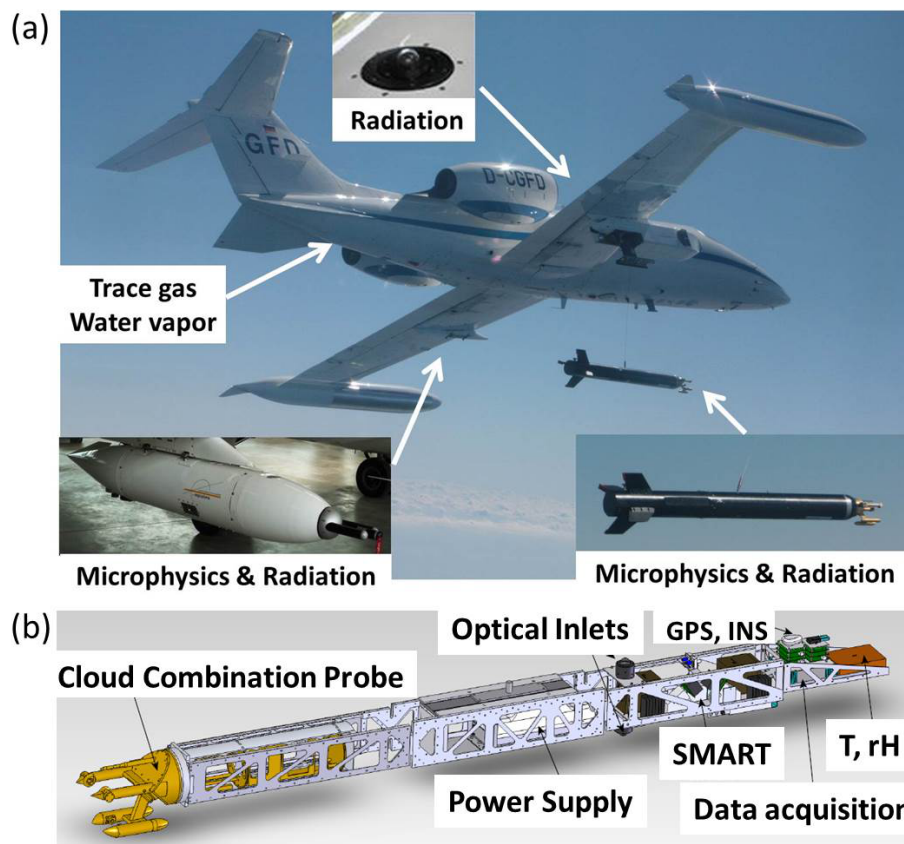 (a)
Radiation
GFD
D-CGFD
Trace gas
Water vapor
Microphysics & Radiation
Microphysics & Radiation
(b)
Optical Inlets
GPS, INS
Cloud Combination Probe
SMART
T, rH
Power Supply
Data acquisition